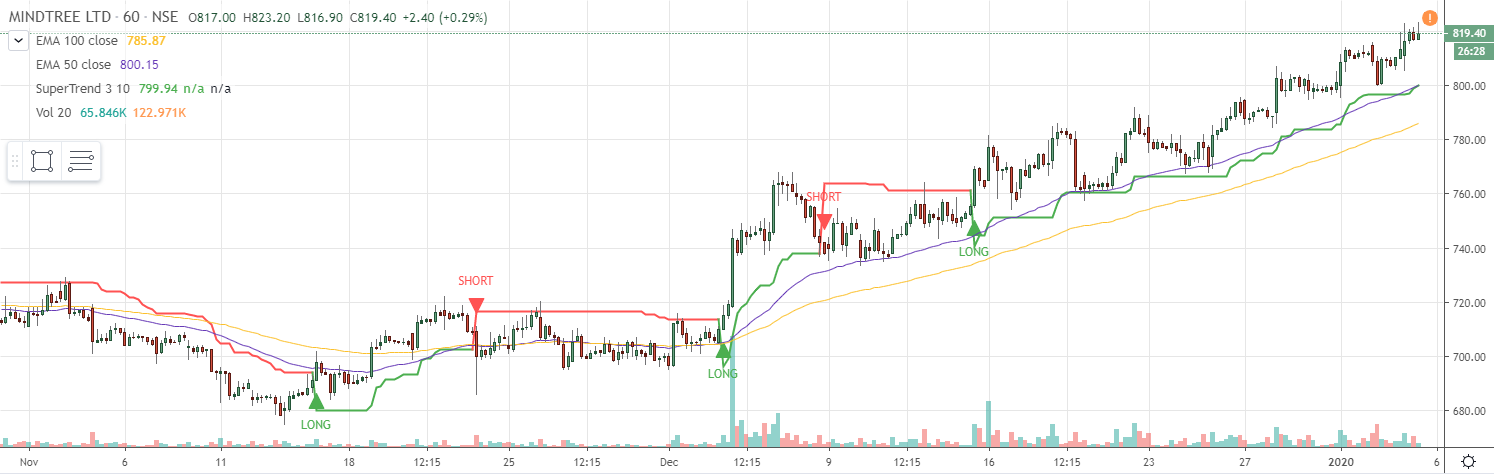 MINDTREE LTD · 60 · NSE O817.00 H823.20 L816.90 C819.40 +2.40 (+0.29%)
EMA 100 close 785.87
EMA 50 close 800.15
SuperTrend 3 10 799.94 n/a n/a
Vol 20 65.846K 122.971K
!
819.40
26:28
800.00
780.00
760.00
740.00
720.00
700.00
680.00
SHORT
LONG
SHORT
LONG
LONG
Nov 6 11 18 12:15 25 12:15 Dec 12:15 9 12:15 16 12:15 23 27 2020 6